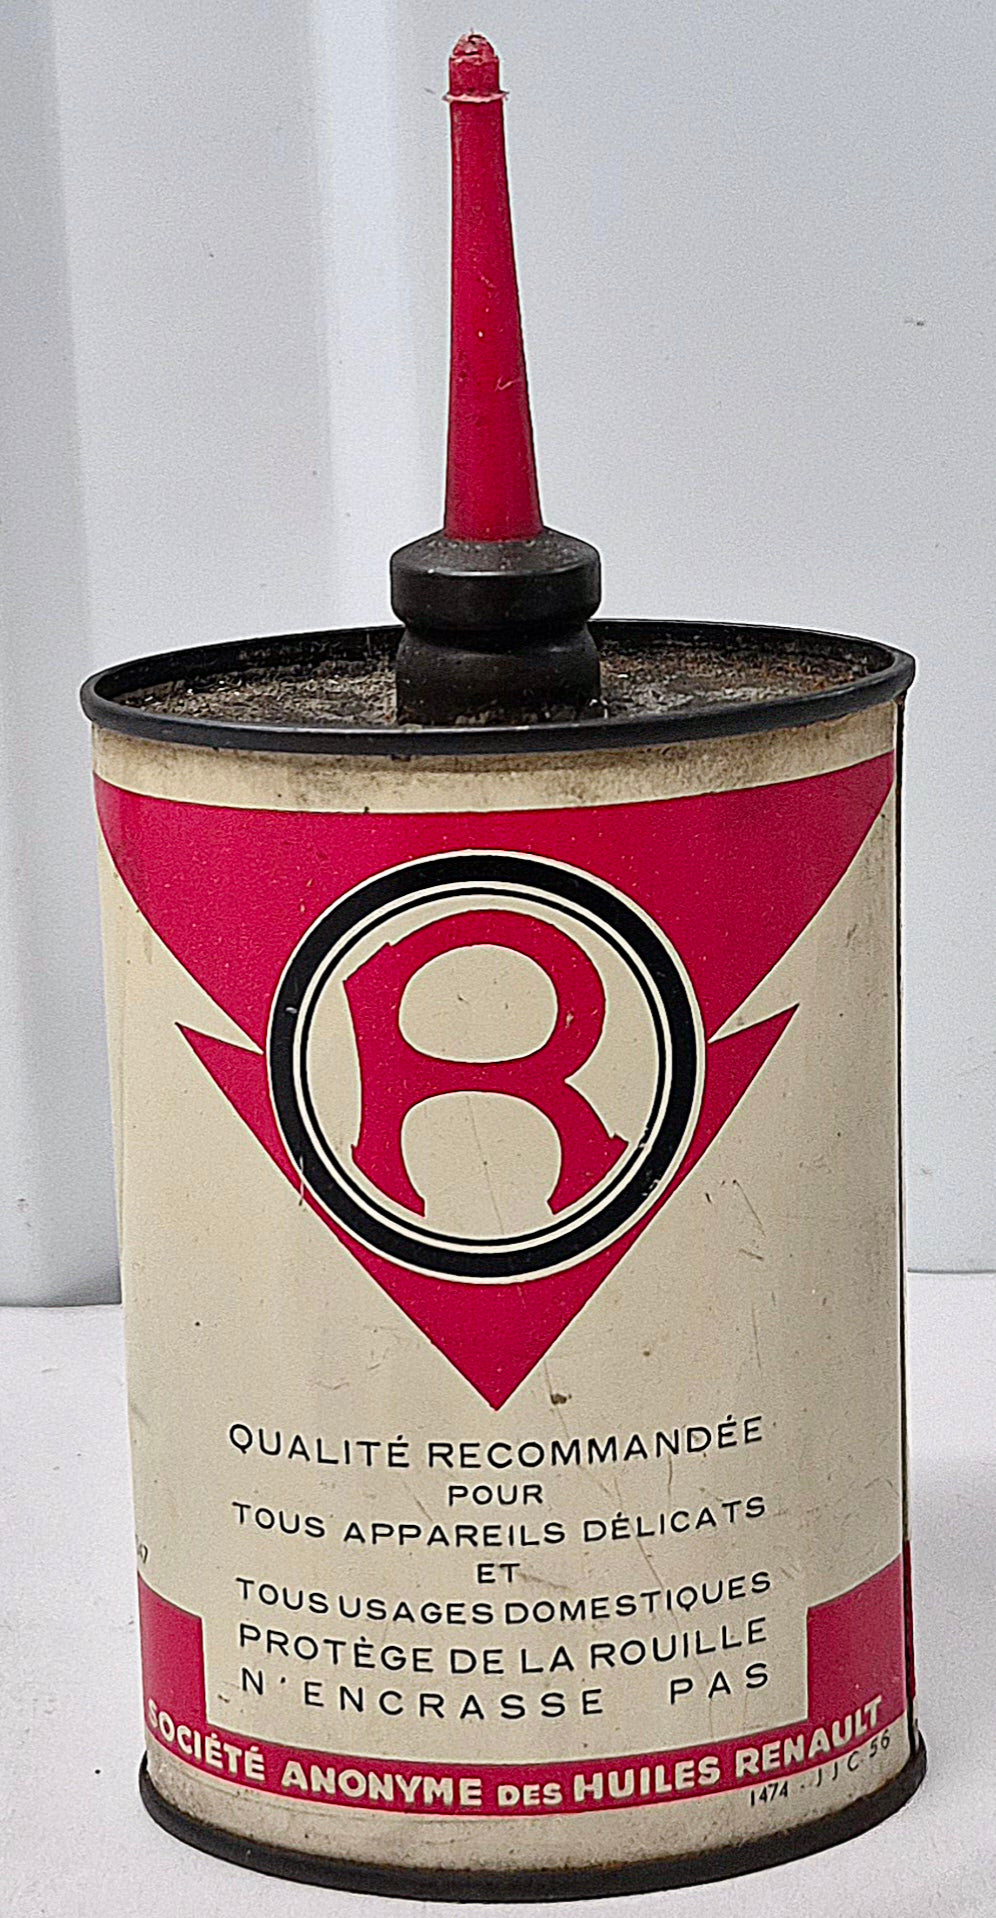 R
QUALITÉ RECOMMANDÉE
POUR
TOUS APPAREILS DÉLICATS
ET
TOUS USAGES DOMESTIQUES
PROTÈGE DE LA ROUILLE
N'ENCRASSE PAS
SOCIÉTÉ ANONYME DES HUILES RENAULT
1474 - J J C. 56